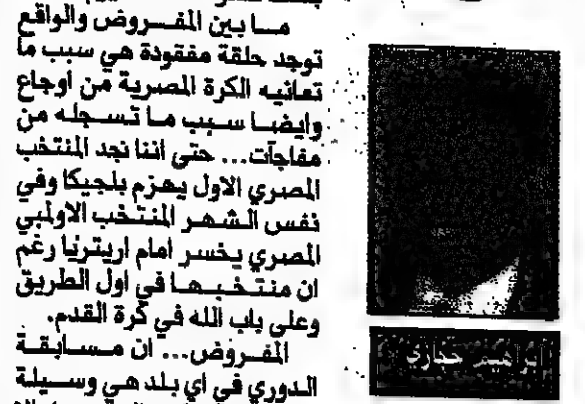 ما بين المفروض والواقع
توجد حلقة مفقودة هي سبب ما
تعانيه الكرة المصرية من اوجاع
وايضا سبب ما تسجله من
مفاجآت... حتى اننا نجد المنتخب
المصري الاول يهزم بلجيكا وفي
نفس الشهر المنتخب الاولمبي
المصري يخسر امام اريتريا رغم
ان منتخبها في اول الطريق
وعلى باب الله في كرة القدم.
المفروض... ان مسابقة
الدوري في اي بلد هي وسيلة
ابراهيم حجازي